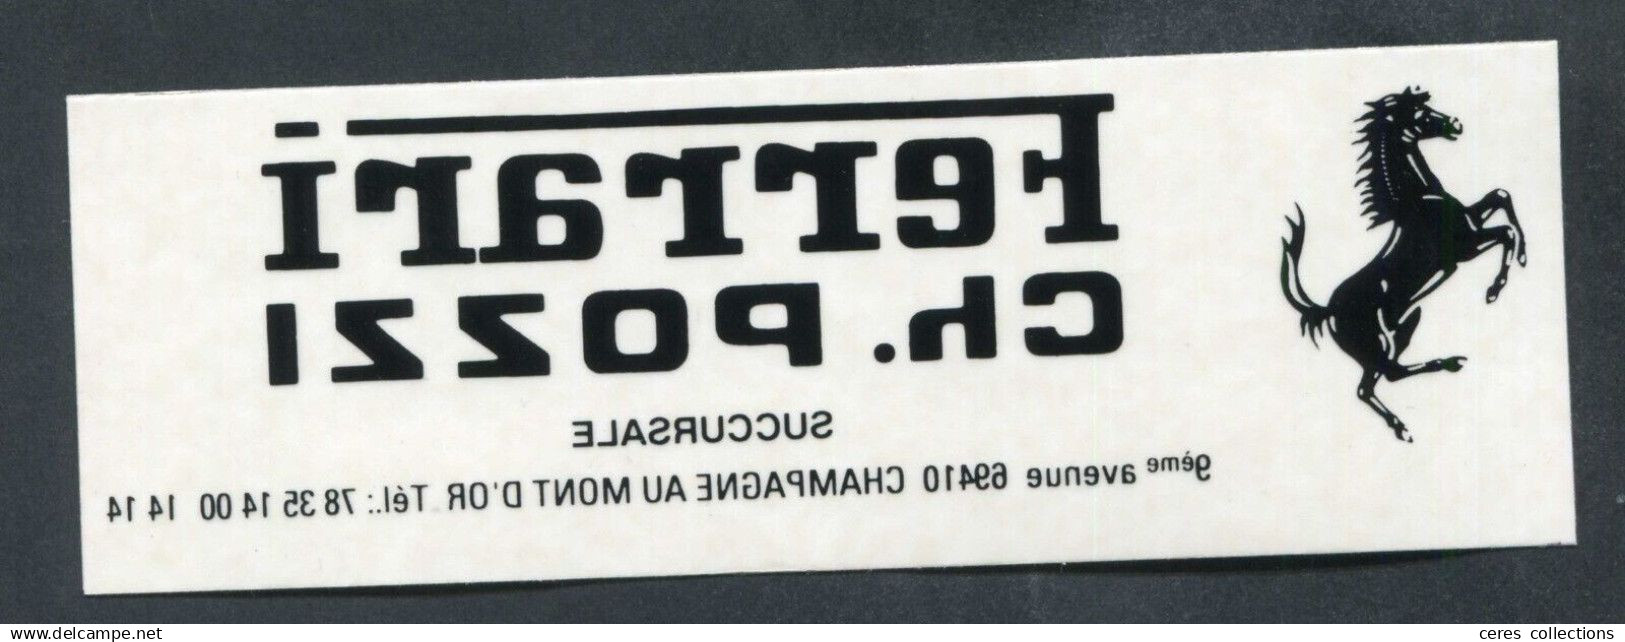 Ferrari
Ch. POZZI
SUCCURSALE
9ème avenue 69410 CHAMPAGNE AU MONT D'OR Tél.: 78 35 14 00 14 14
delcampe.net
ceres collections